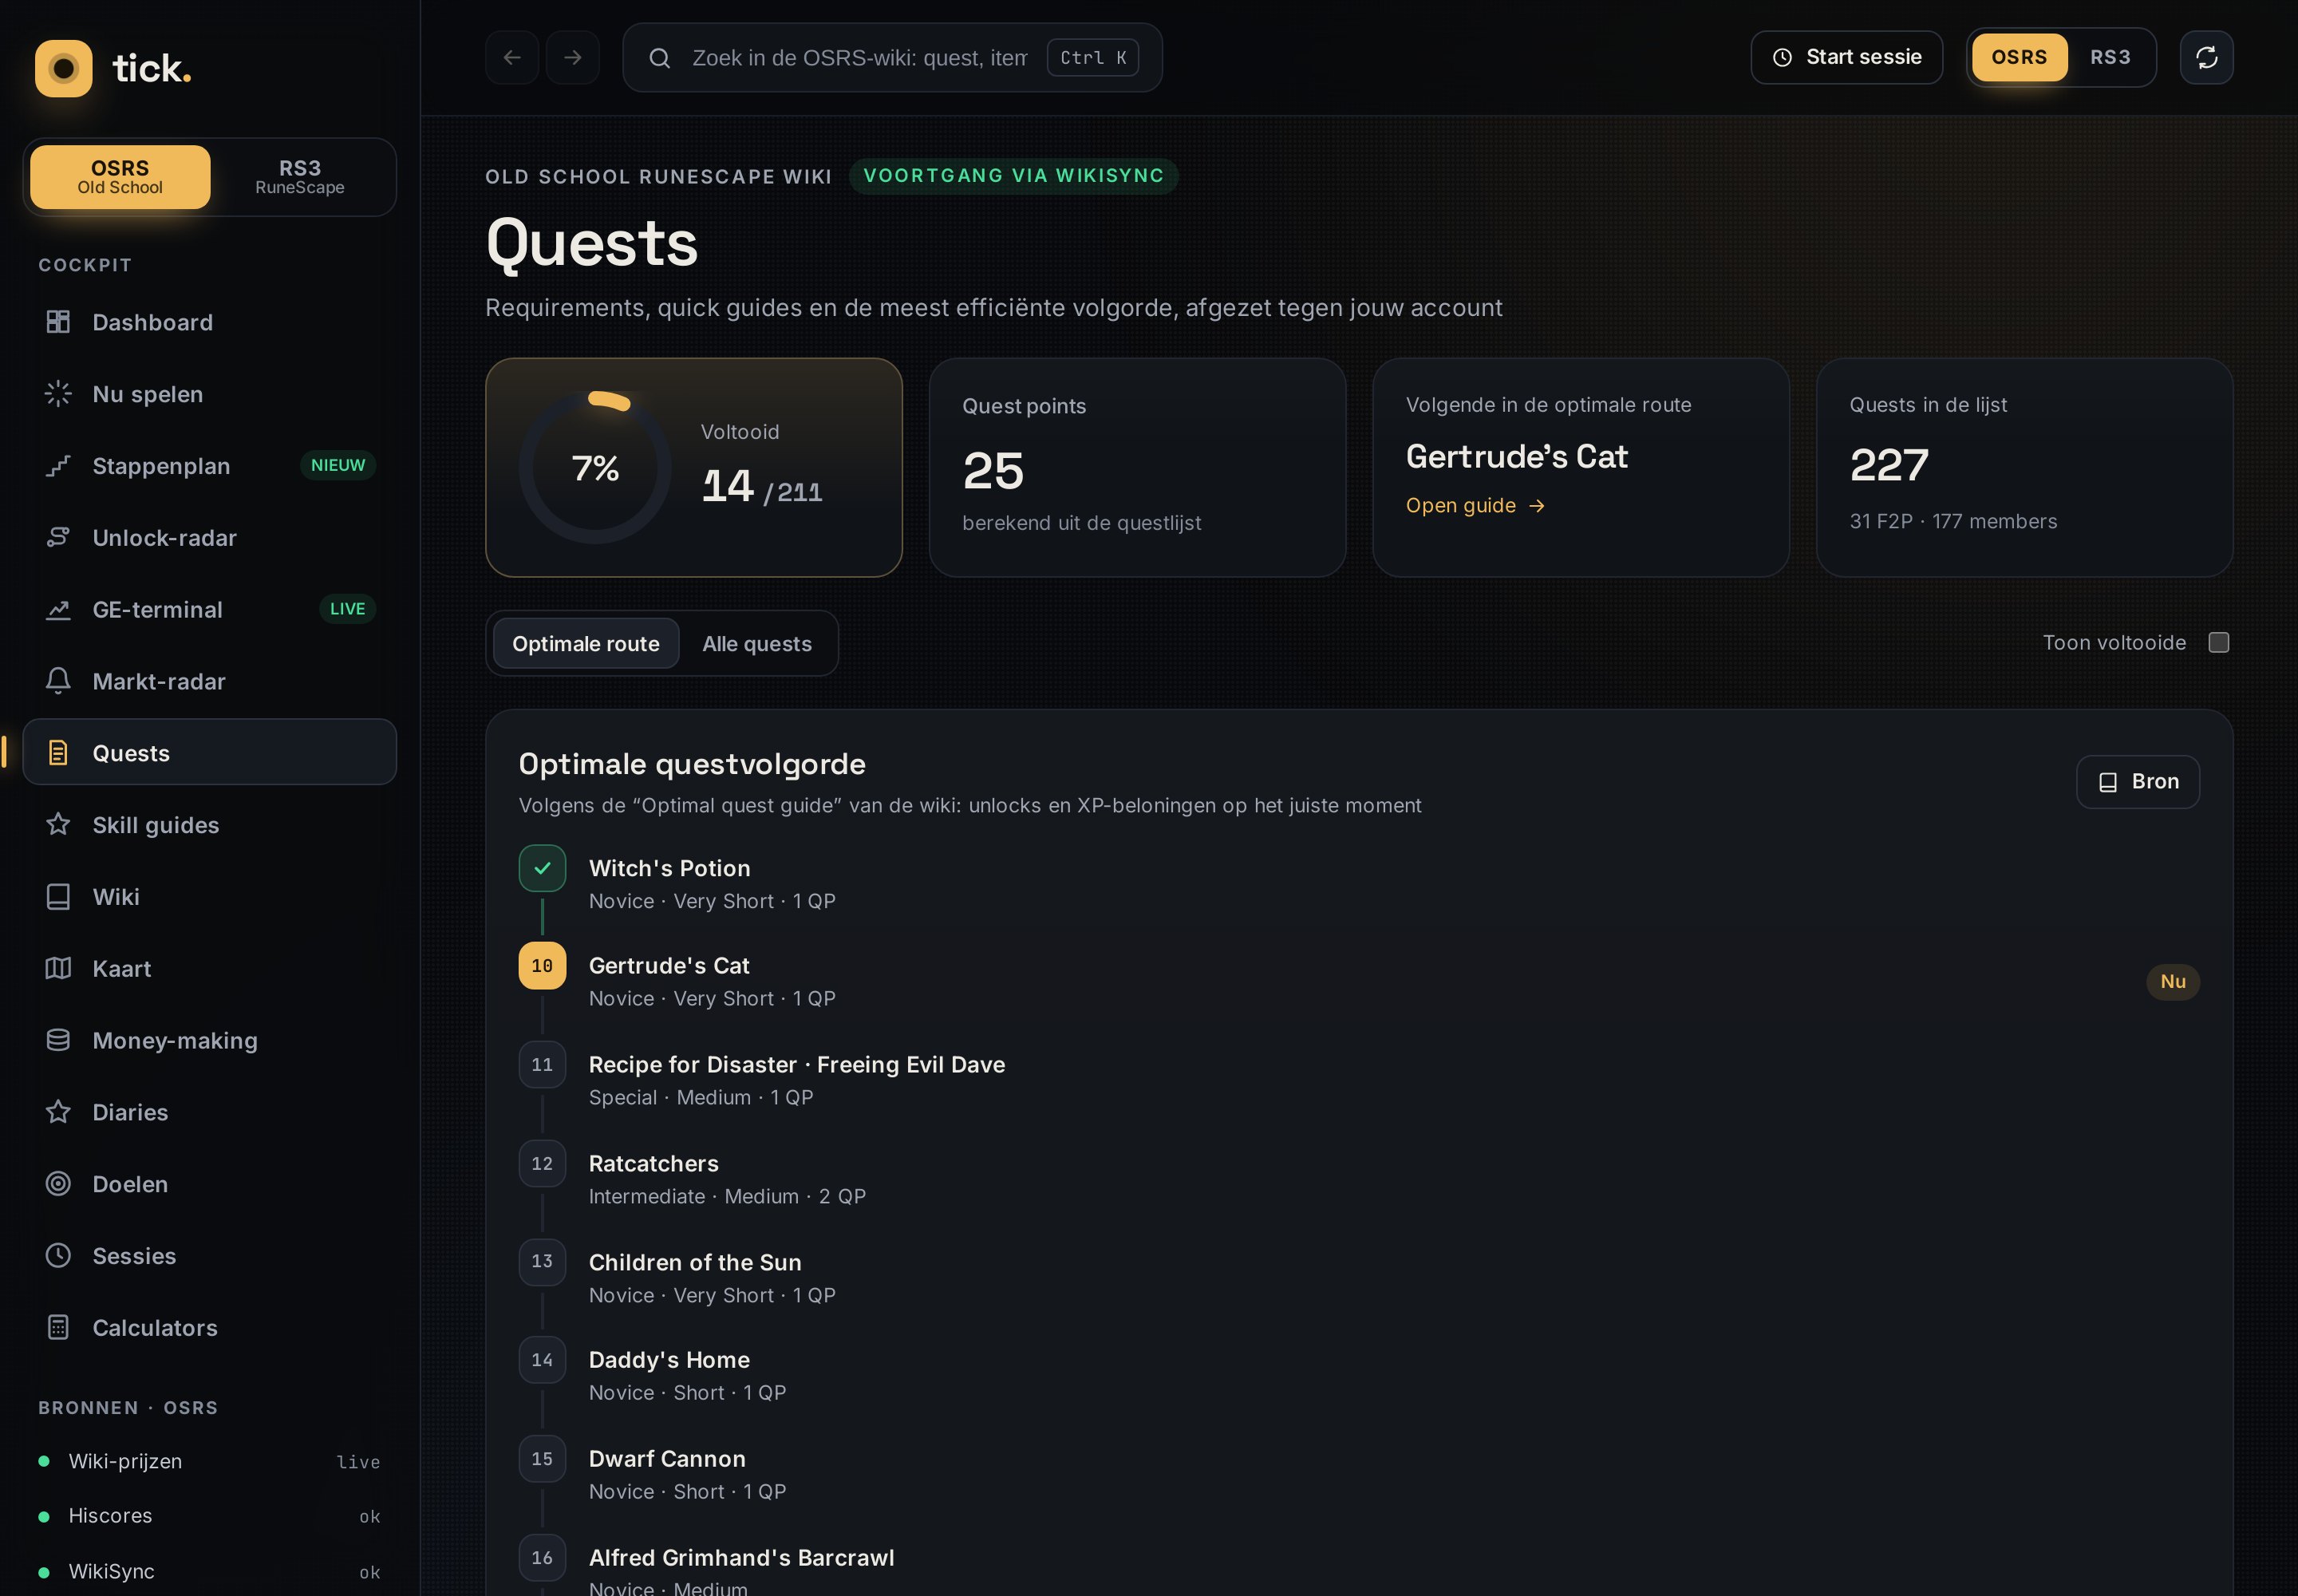 tick.
OSRS
Old School
RS3
RuneScape
COCKPIT
Dashboard
Nu spelen
Stappenplan NIEUW
Unlock-radar
GE-terminal LIVE
Markt-radar
Quests
Skill guides
Wiki
Kaart
Money-making
Diaries
Doelen
Sessies
Calculators
BRONNEN · OSRS
Wiki-prijzen live
Hiscores ok
WikiSync ok
Zoek in de OSRS-wiki: quest, item Ctrl K
Start sessie
OSRS RS3
OLD SCHOOL RUNESCAPE WIKI VOORTGANG VIA WIKISYNC
Quests
Requirements, quick guides en de meest efficiënte volgorde, afgezet tegen jouw account
7%
Voltooid
14 /211
Quest points
25
berekend uit de questlijst
Volgende in de optimale route
Gertrude’s Cat
Open guide →
Quests in de lijst
227
31 F2P · 177 members
Optimale route Alle quests
Toon voltooide
Optimale questvolgorde
Volgens de “Optimal quest guide” van de wiki: unlocks en XP-beloningen op het juiste moment
Bron
Witch's Potion
Novice · Very Short · 1 QP
10 Gertrude's Cat
Novice · Very Short · 1 QP
Nu
11 Recipe for Disaster · Freeing Evil Dave
Special · Medium · 1 QP
12 Ratcatchers
Intermediate · Medium · 2 QP
13 Children of the Sun
Novice · Very Short · 1 QP
14 Daddy's Home
Novice · Short · 1 QP
15 Dwarf Cannon
Novice · Short · 1 QP
16 Alfred Grimhand's Barcrawl
Novice · Medium